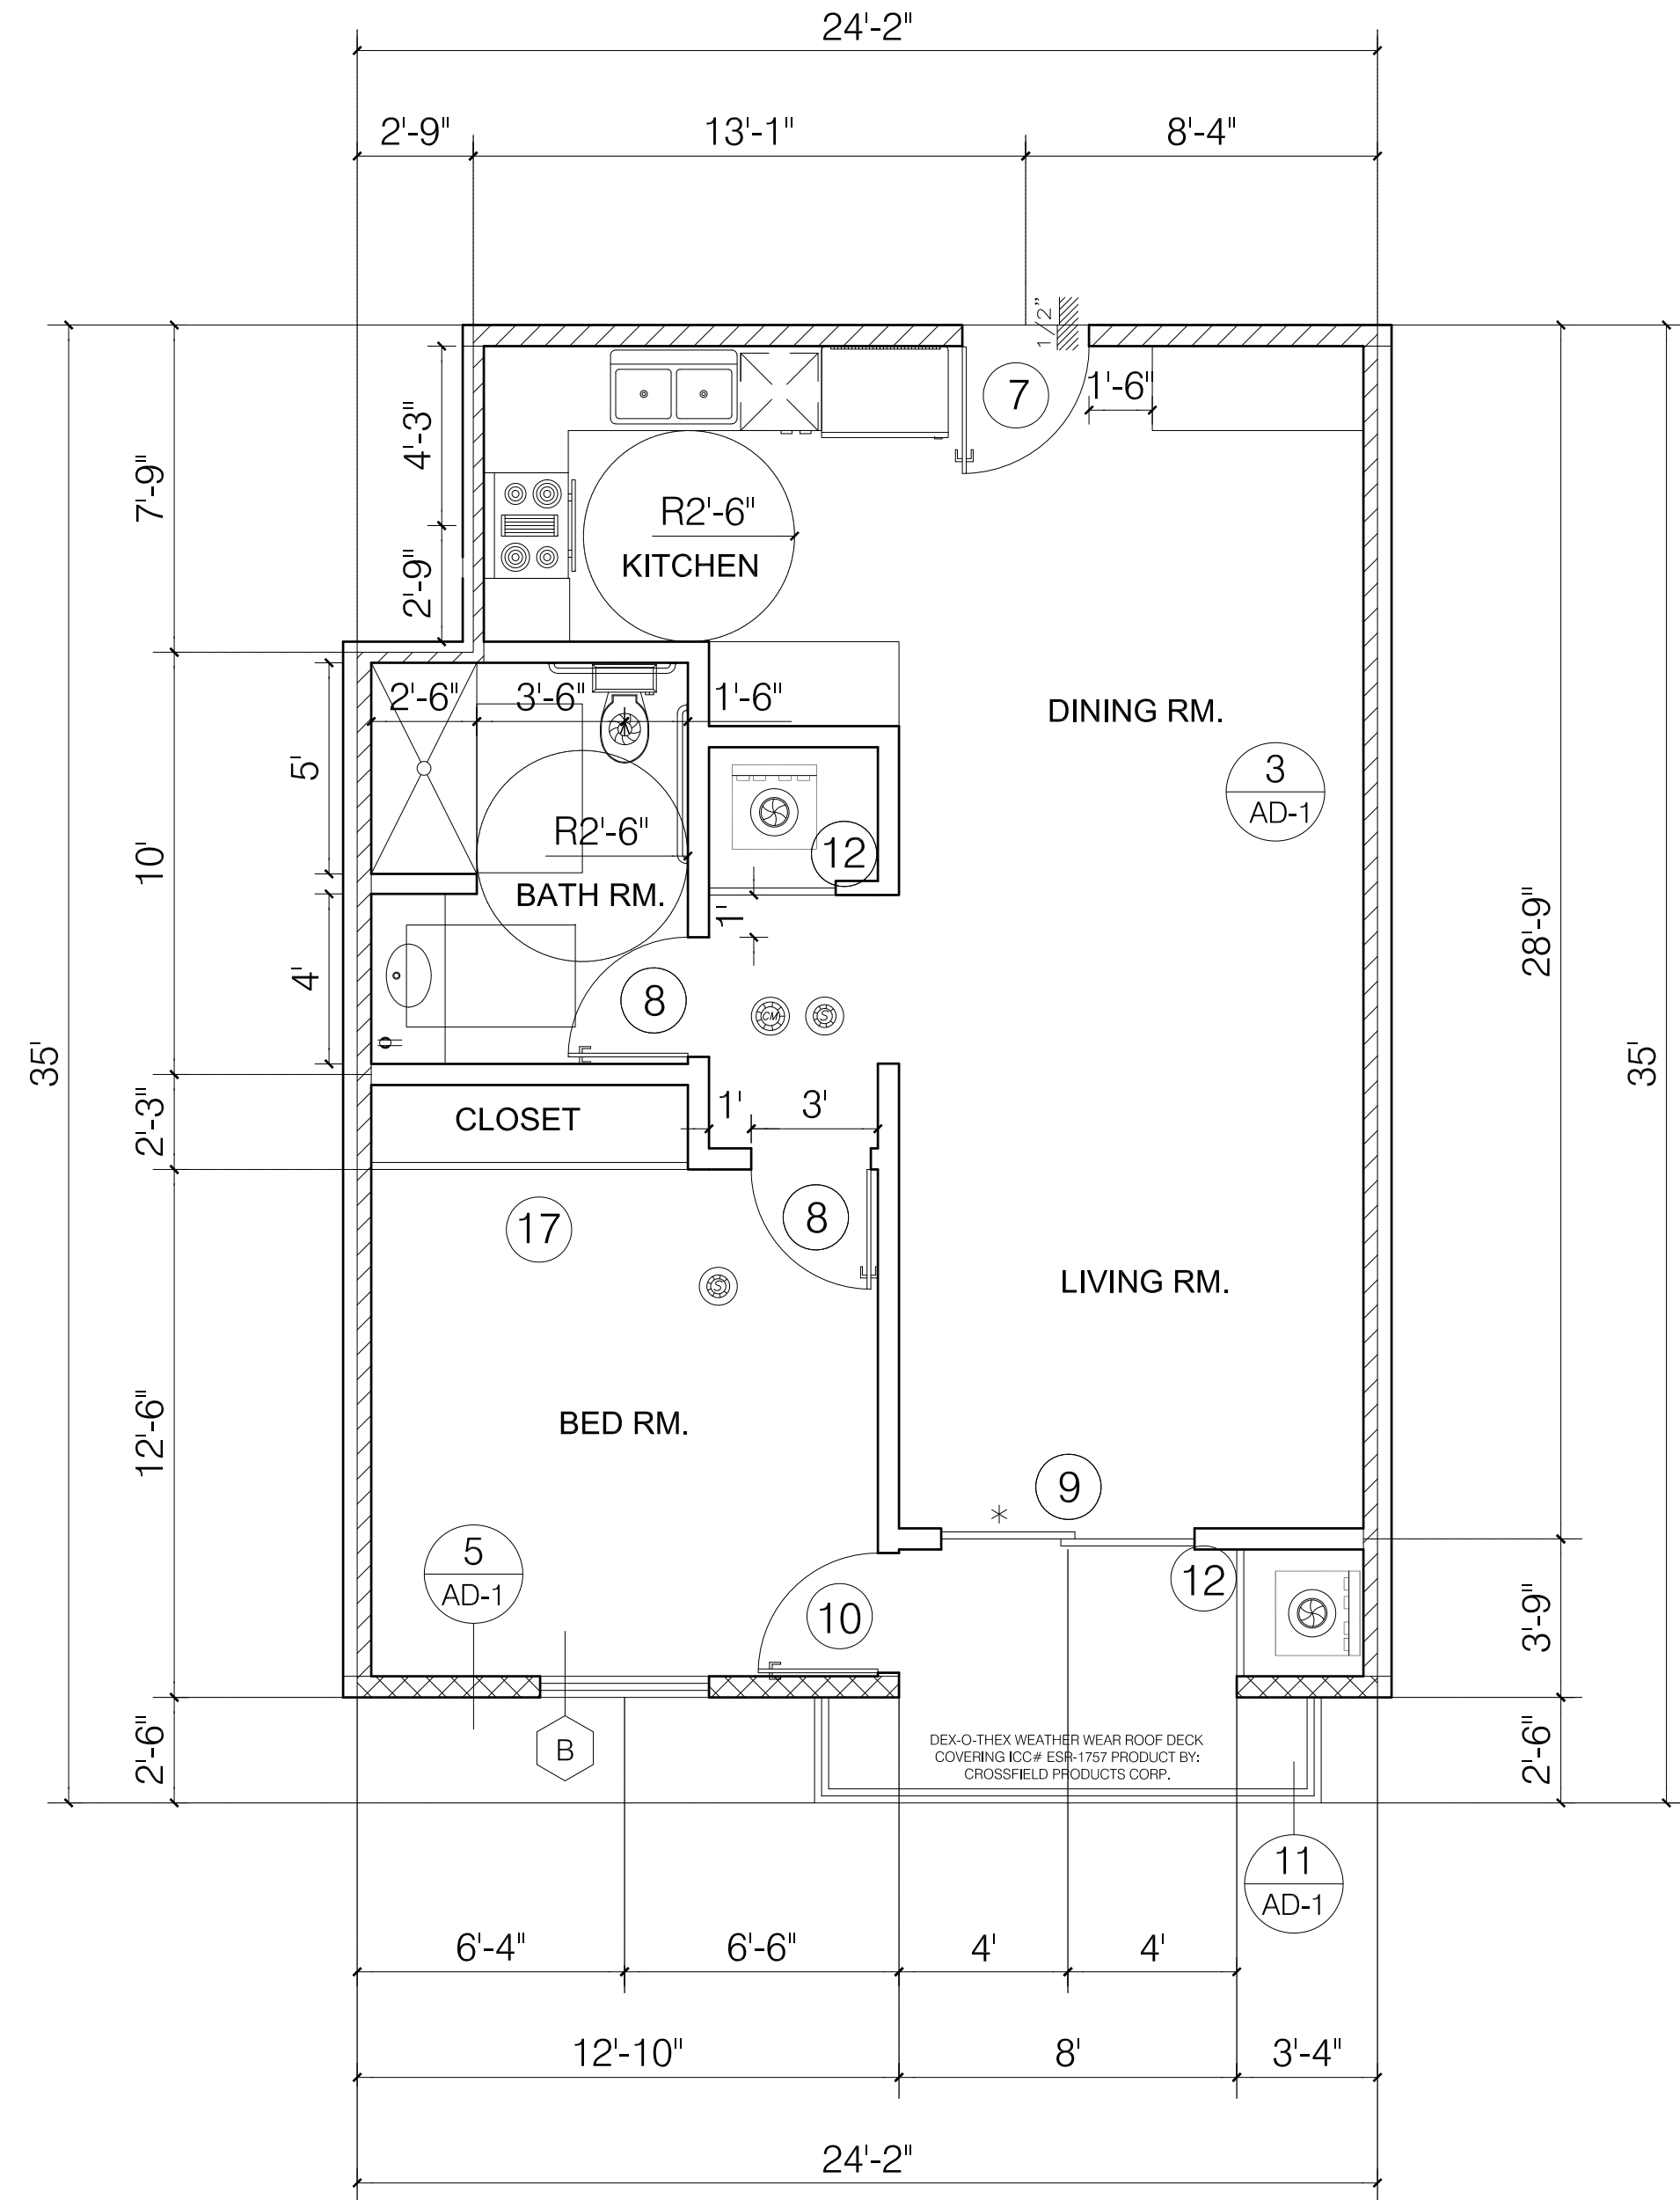 24'-2"
2'-9"
13'-1"
8'-4"
1/2"
7
1'-6"
4'-3"
7'-9"
R2'-6"
KITCHEN
2'-9"
2'-6"
3'-6"
1'-6"
DINING RM.
3
AD-1
5'
R2'-6"
12
10'
BATH RM.
1'
28'-9"
4'
8
CM
S
35'
35'
2'-3"
CLOSET
1'
3'
17
8
S
LIVING RM.
12'-6"
BED RM.
9
*
5
AD-1
12
10
3'-9"
2'-6"
B
DEX-O-THEX WEATHER WEAR ROOF DECK
COVERING ICC# ESR-1757 PRODUCT BY:
CROSSFIELD PRODUCTS CORP.
2'-6"
11
AD-1
6'-4"
6'-6"
4'
4'
12'-10"
8'
3'-4"
24'-2"